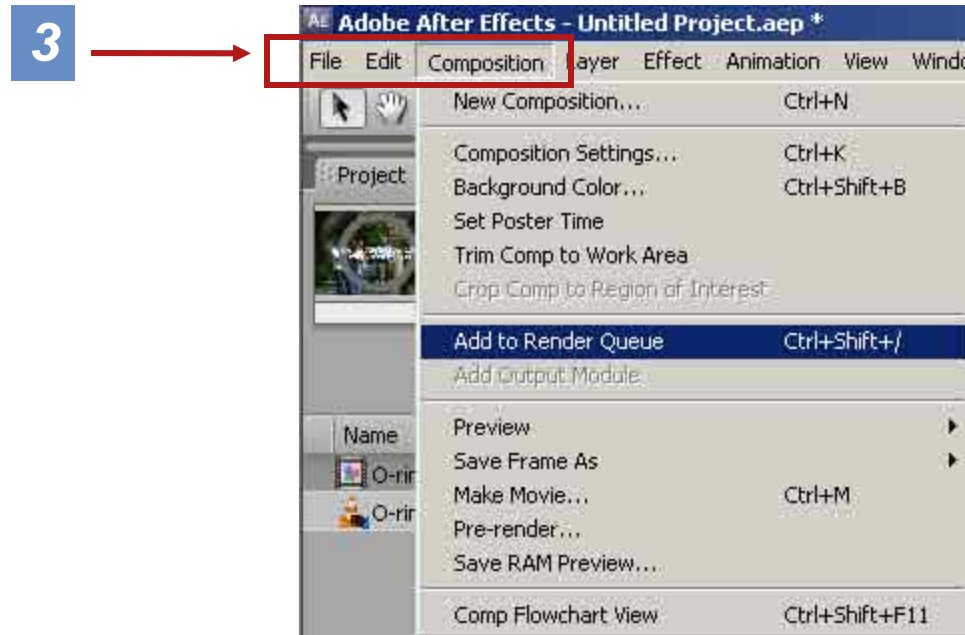 3
AE Adobe After Effects - Untitled Project.aep *
File Edit Composition Layer Effect Animation View
New Composition... Ctrl+N
Composition Settings... Ctrl+K
Project
Background Color... Ctrl+Shift+B
Set Poster Time
Trim Comp to Work Area
Crop Comp to Region of Interest
Add to Render Queue Ctrl+Shift+/
Add Output Module
Preview
Name
Save Frame As
O-rin
Make Movie... Ctrl+M
O-rin
Pre-render...
Save RAM Preview...
Comp Flowchart View Ctrl+Shift+F11